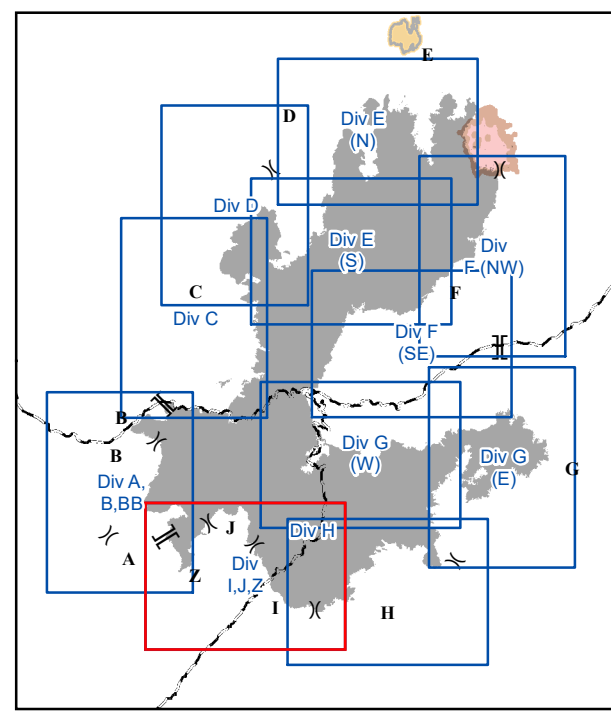 E
D
Div E
(N)
Div D
Div E
(S)
Div
F (NW)
C
F
Div C
Div F
(SE)
B
B
Div G
(W)
Div G
(E)
G
Div A,
B,BB
J
Div H
A
Div
I,J,Z
Z
I
H